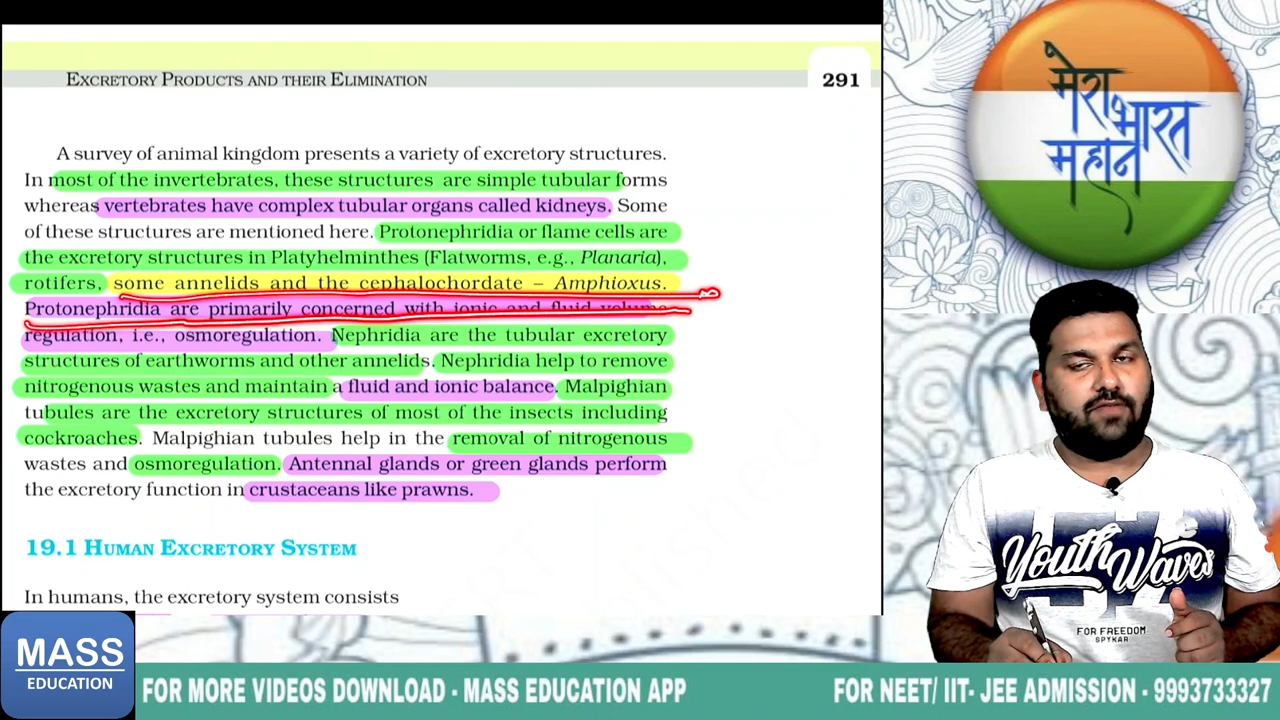 EXCRETORY PRODUCTS AND THEIR ELIMINATION
291
A survey of animal kingdom presents a variety of excretory structures.
In most of the invertebrates, these structures are simple tubular forms
whereas vertebrates have complex tubular organs called kidneys. Some
of these structures are mentioned here. Protonephridia or flame cells are
the excretory structures in Platyhelminthes (Flatworms, e.g., Planaria),
rotifers, some annelids and the cephalochordate – Amphioxus.
Protonephridia are primarily concerned with ionic and fluid volume
regulation, i.e., osmoregulation. Nephridia are the tubular excretory
structures of earthworms and other annelids. Nephridia help to remove
nitrogenous wastes and maintain a fluid and ionic balance. Malpighian
tubules are the excretory structures of most of the insects including
cockroaches. Malpighian tubules help in the removal of nitrogenous
wastes and osmoregulation. Antennal glands or green glands perform
the excretory function in crustaceans like prawns.
19.1 HUMAN EXCRETORY SYSTEM
In humans, the excretory system consists
मेरा
भारत
महान
Youth Waves
FOR FREEDOM
SPYKAR
MASS
EDUCATION
FOR MORE VIDEOS DOWNLOAD - MASS EDUCATION APP
FOR NEET/ IIT- JEE ADMISSION - 9993733327